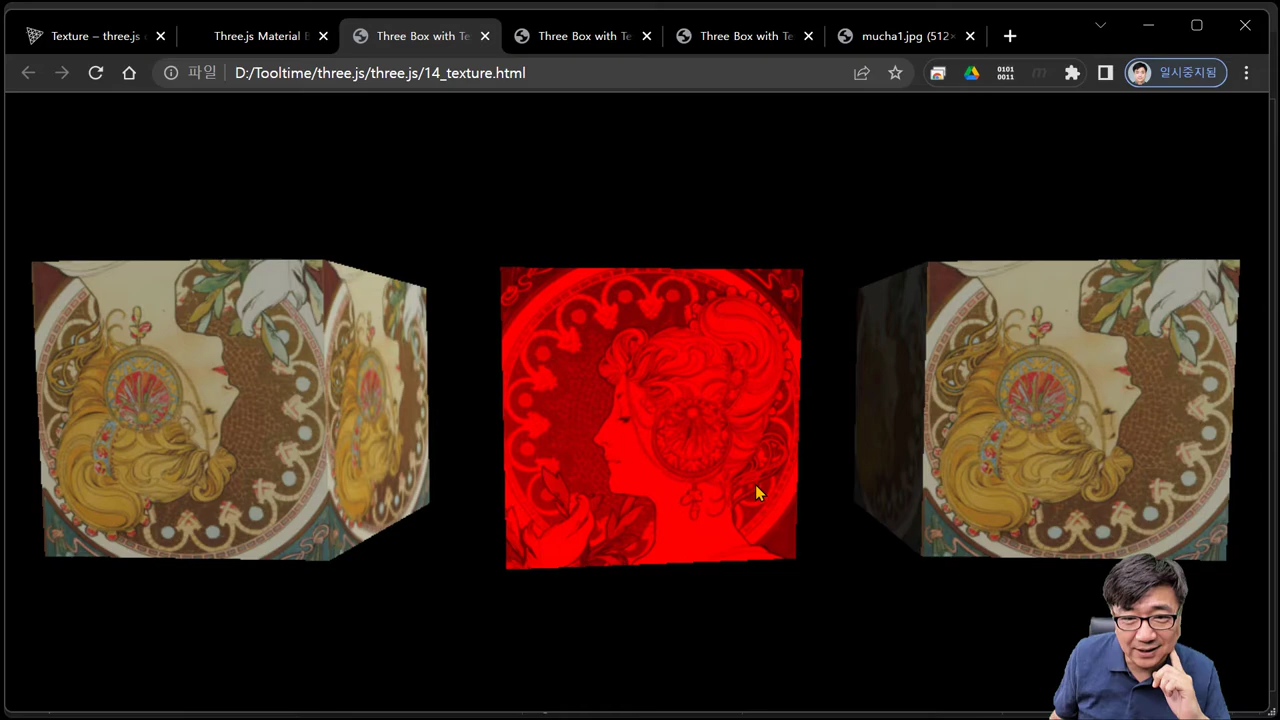 Texture – three.js d
Three.js Material B
Three Box with Te
Three Box with Te
Three Box with Te
mucha1.jpg (512×
파일
D:/Tooltime/three.js/three.js/14_texture.html
0101
0011
m
일시중지됨